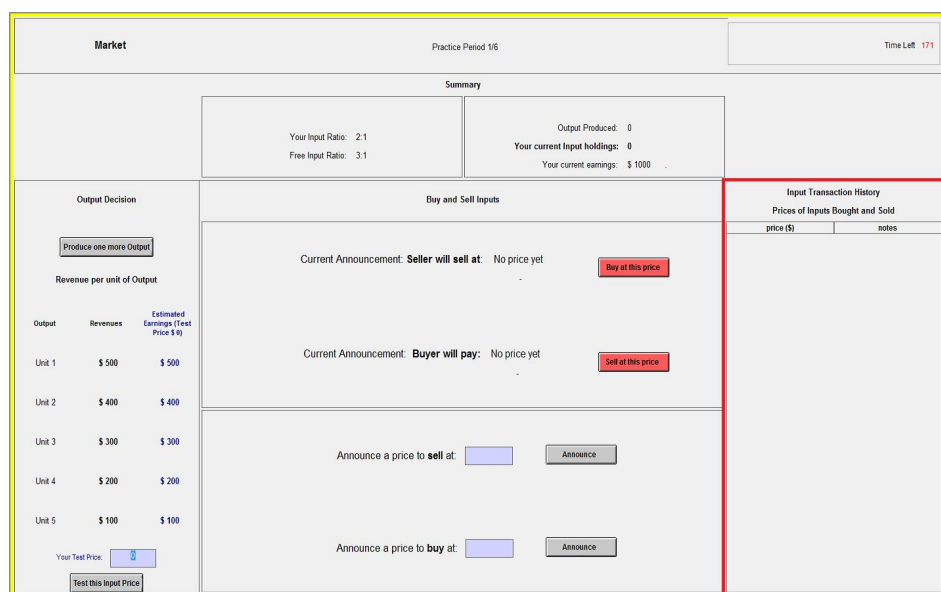 Market
Practice Period 1/6
Time Left 171
Summary
Your Input Ratio: 2:1
Free Input Ratio: 3:1
Output Produced: 0
Your current Input holdings: 0
Your current earnings: $ 1000 .
Output Decision
Produce one more Output
Revenue per unit of Output
Output Revenues Estimated Earnings (Test Price $ 0)
Unit 1 $ 500 $ 500
Unit 2 $ 400 $ 400
Unit 3 $ 300 $ 300
Unit 4 $ 200 $ 200
Unit 5 $ 100 $ 100
Your Test Price: 0
Test this Input Price
Buy and Sell Inputs
Current Announcement: Seller will sell at: No price yet
-
Buy at this price
Current Announcement: Buyer will pay: No price yet
-
Sell at this price
Announce a price to sell at:
Announce
Announce a price to buy at:
Announce
Input Transaction History
Prices of Inputs Bought and Sold
price ($) notes